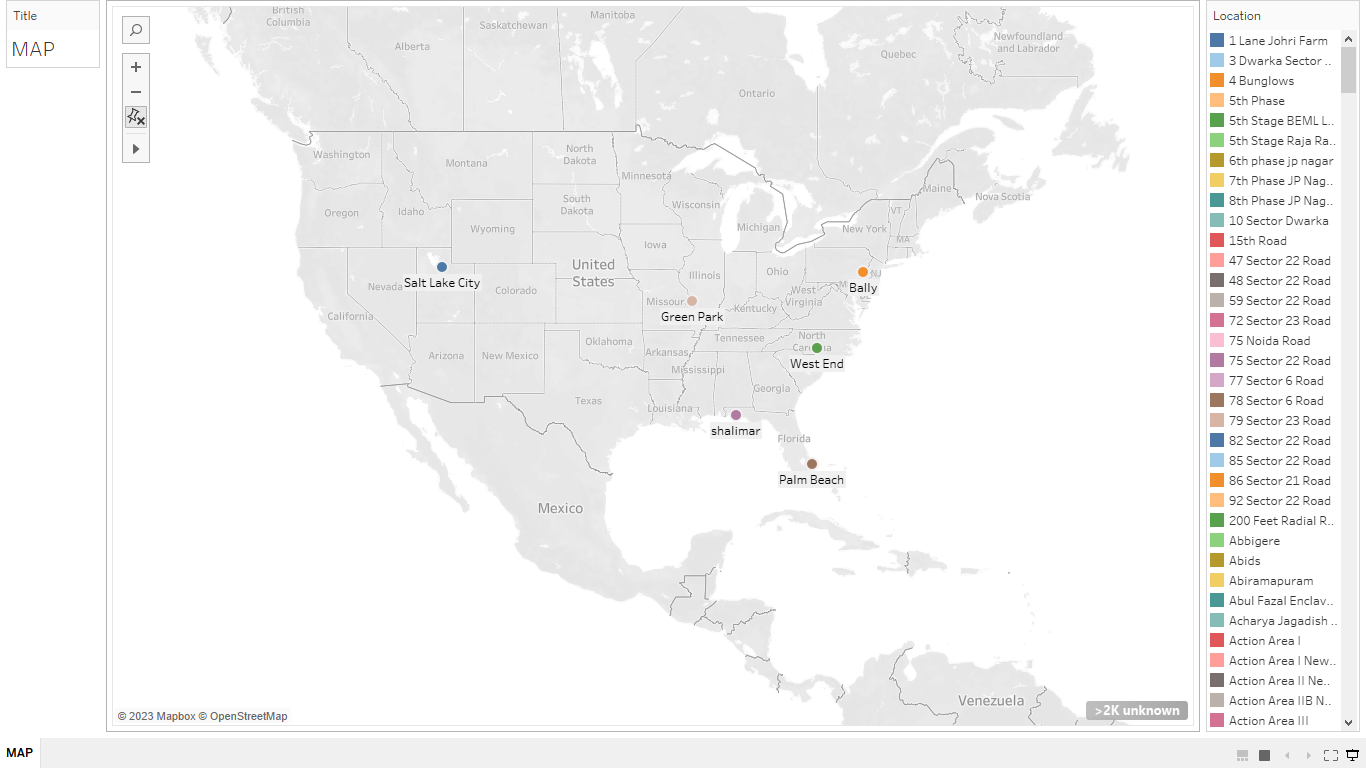 Title
MAP
British
Columbia
Alberta
Saskatchewan
Manitoba
Ontario
Quebec
Newfoundland
and Labrador
Washington
Montana
North
Dakota
Minnesota
Maine
Nova Scotia
Oregon
Idaho
South
Dakota
Wisconsin
VT
Wyoming
Michigan
New York
MA
Iowa
Salt Lake City
Nevada
United
States
Illinois
Ohio
NJ
Bally
Colorado
Missour
Green Park
West
Virginia
Kentucky
DE
California
Arizona
New Mexico
Oklahoma
Arkansas
Tennessee
North
Carolina
West End
Mississippi
Georgia
Texas
Louisiana
shalimar
Florida
Palm Beach
Mexico
Venezuela
© 2023 Mapbox © OpenStreetMap
>2K unknown
Location
1 Lane Johri Farm
3 Dwarka Sector ..
4 Bunglows
5th Phase
5th Stage BEML L..
5th Stage Raja Ra..
6th phase jp nagar
7th Phase JP Nag..
8th Phase JP Nag..
10 Sector Dwarka
15th Road
47 Sector 22 Road
48 Sector 22 Road
59 Sector 22 Road
72 Sector 23 Road
75 Noida Road
75 Sector 22 Road
77 Sector 6 Road
78 Sector 6 Road
79 Sector 23 Road
82 Sector 22 Road
85 Sector 22 Road
86 Sector 21 Road
92 Sector 22 Road
200 Feet Radial R..
Abbigere
Abids
Abiramapuram
Abul Fazal Enclav..
Acharya Jagadish ..
Action Area I
Action Area I New..
Action Area II Ne..
Action Area IIB N..
Action Area III
MAP